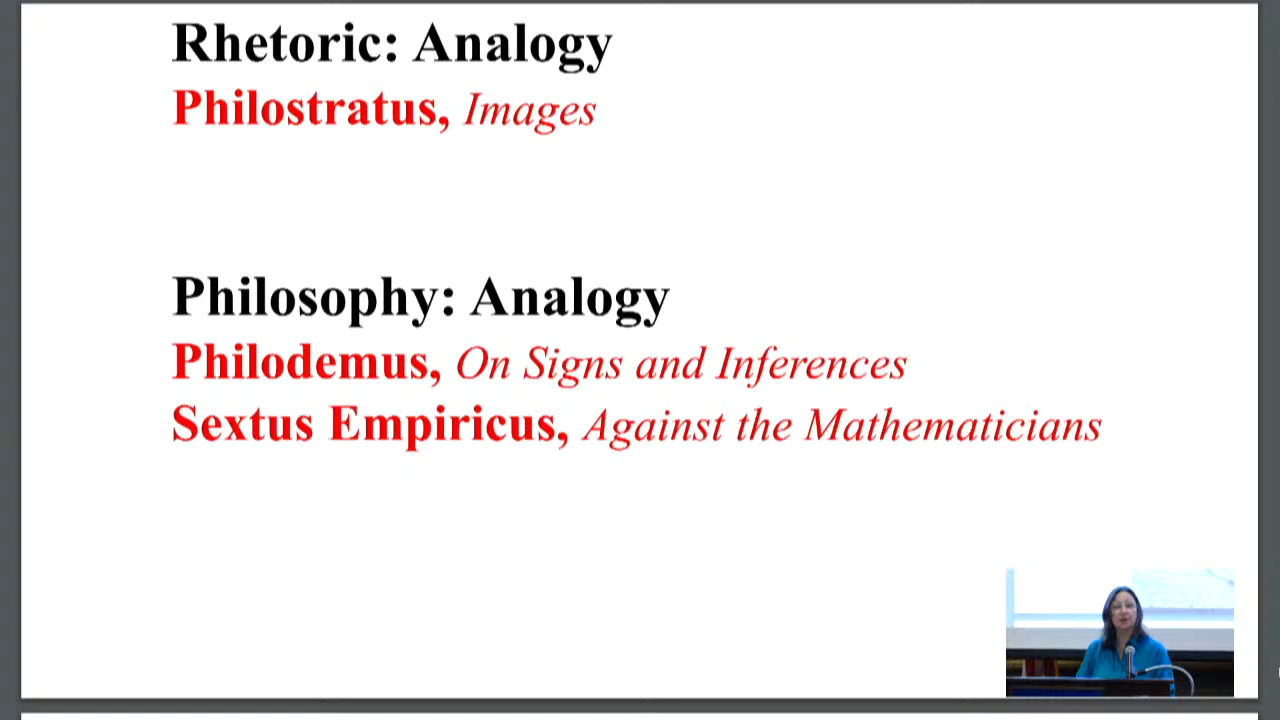 Rhetoric: Analogy
Philostratus, Images
Philosophy: Analogy
Philodemus, On Signs and Inferences
Sextus Empiricus, Against the Mathematicians